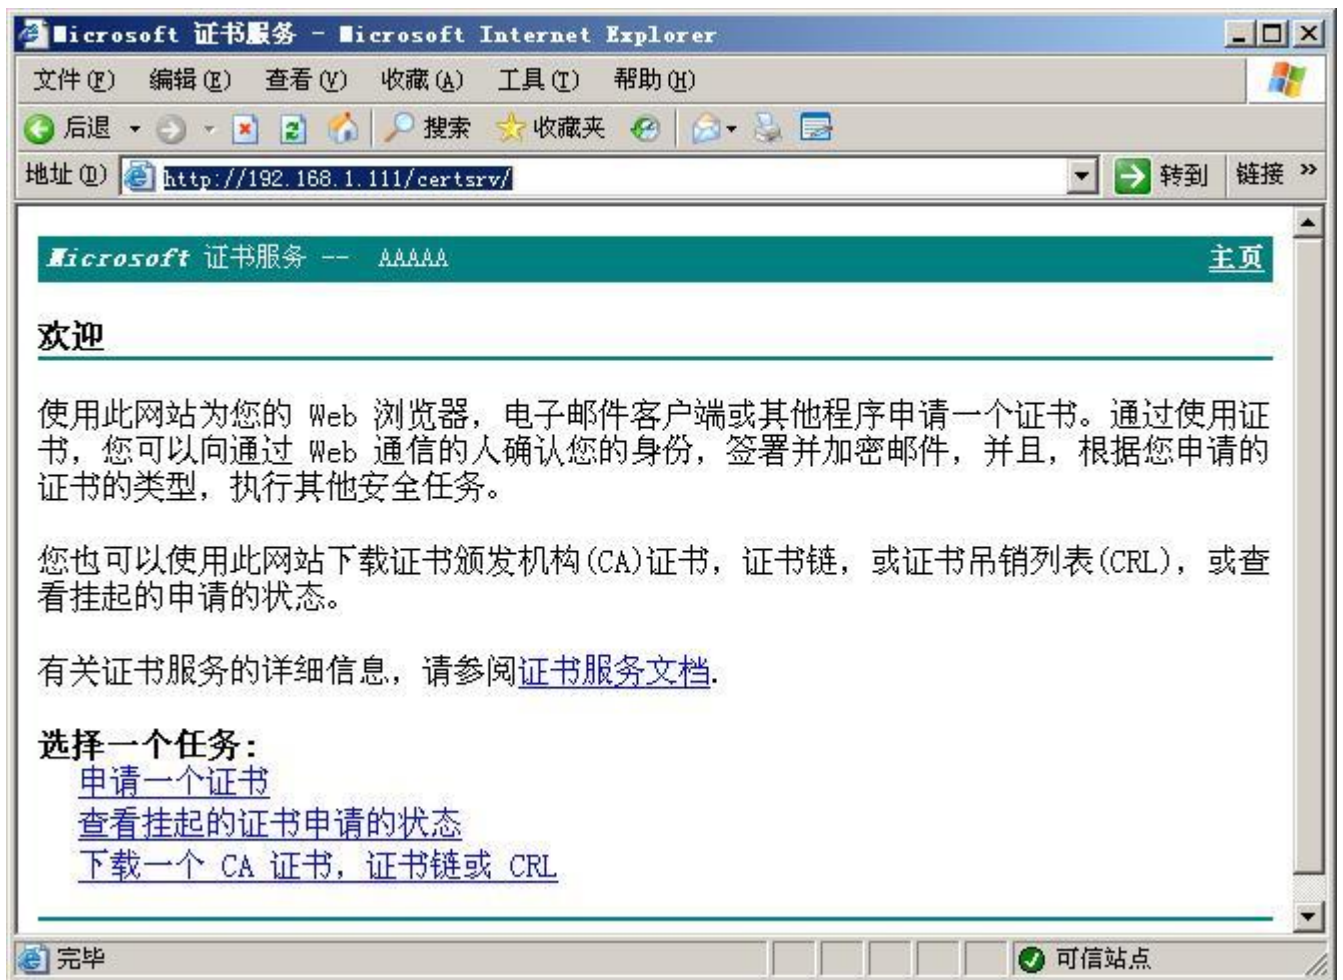 Microsoft 证书服务 - Microsoft Internet Explorer
文件(F) 编辑(E) 查看(V) 收藏(A) 工具(T) 帮助(H)
后退 搜索 收藏夹
地址(D) http://192.168.1.111/certsrv/ 转到 链接 »
Microsoft 证书服务 -- AAAAA 主页
欢迎
使用此网站为您的 Web 浏览器，电子邮件客户端或其他程序申请一个证书。通过使用证
书，您可以向通过 Web 通信的人确认您的身份，签署并加密邮件，并且，根据您申请的
证书的类型，执行其他安全任务。
您也可以使用此网站下载证书颁发机构(CA)证书，证书链，或证书吊销列表(CRL)，或查
看挂起的申请的状态。
有关证书服务的详细信息，请参阅证书服务文档.
选择一个任务:
申请一个证书
查看挂起的证书申请的状态
下载一个 CA 证书，证书链或 CRL
完毕 可信站点